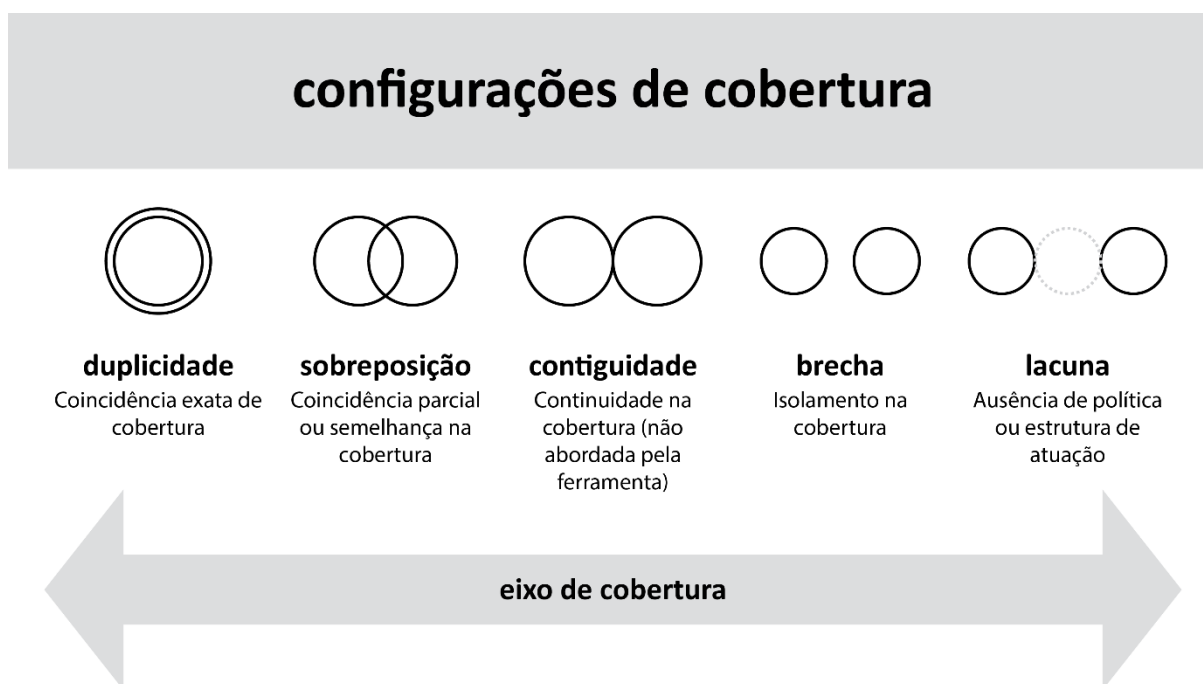 configurações de cobertura
duplicidade
Coincidência exata de
cobertura
sobreposição
Coincidência parcial
ou semelhança na
cobertura
contiguidade
Continuidade na
cobertura (não
abordada pela
ferramenta)
brecha
Isolamento na
cobertura
lacuna
Ausência de política
ou estrutura de
atuação
eixo de cobertura